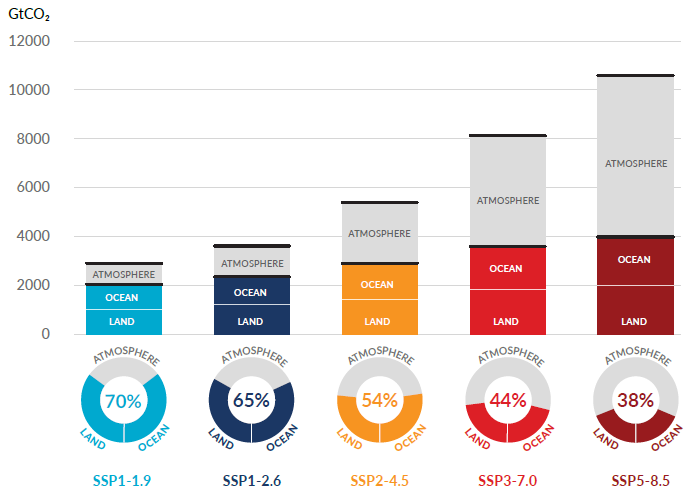 GtCO₂
12000
10000
8000
6000
4000
2000
0
ATMOSPHERE
OCEAN
LAND
ATMOSPHERE
OCEAN
LAND
ATMOSPHERE
OCEAN
LAND
ATMOSPHERE
OCEAN
LAND
ATMOSPHERE
OCEAN
LAND
ATMOSPHERE
70%
LAND
OCEAN
SSP1-1.9
ATMOSPHERE
65%
LAND
OCEAN
SSP1-2.6
ATMOSPHERE
54%
LAND
OCEAN
SSP2-4.5
ATMOSPHERE
44%
LAND
OCEAN
SSP3-7.0
ATMOSPHERE
38%
LAND
OCEAN
SSP5-8.5